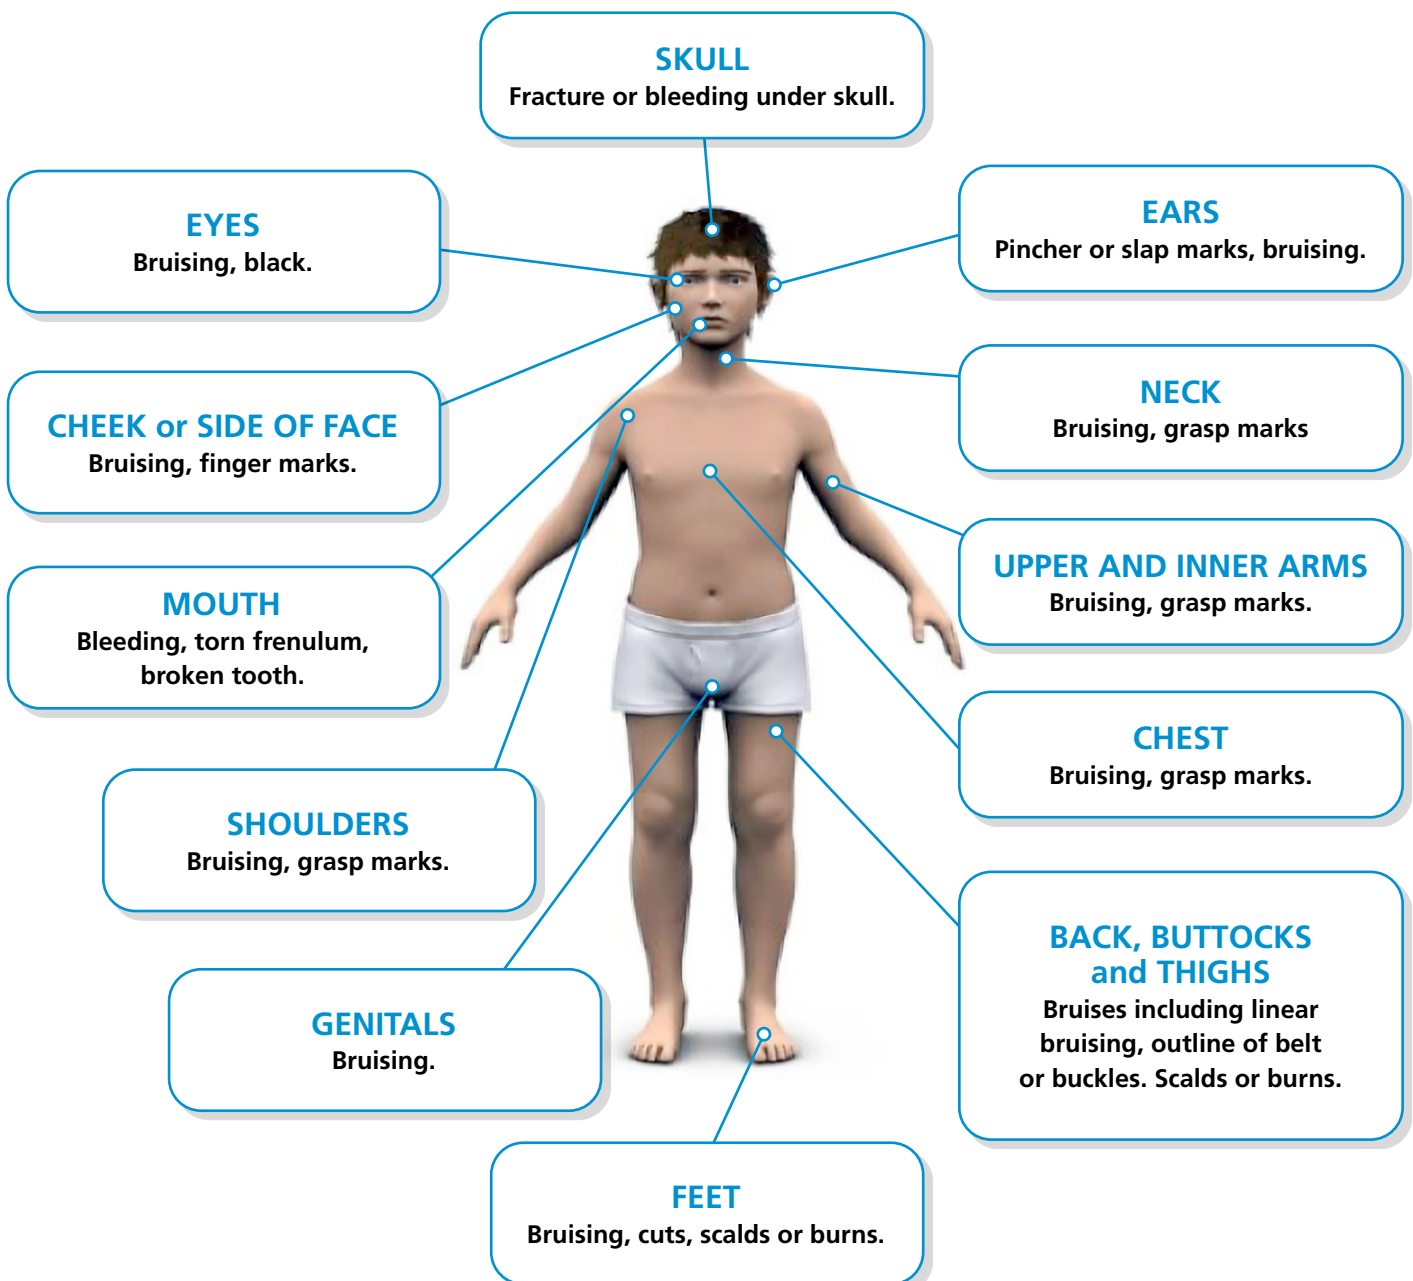 SKULL
Fracture or bleeding under skull.
EYES
Bruising, black.
EARS
Pincher or slap marks, bruising.
CHEEK or SIDE OF FACE
Bruising, finger marks.
NECK
Bruising, grasp marks
MOUTH
Bleeding, torn frenulum,
broken tooth.
UPPER AND INNER ARMS
Bruising, grasp marks.
SHOULDERS
Bruising, grasp marks.
CHEST
Bruising, grasp marks.
GENITALS
Bruising.
BACK, BUTTOCKS
and THIGHS
Bruises including linear
bruising, outline of belt
or buckles. Scalds or burns.
FEET
Bruising, cuts, scalds or burns.